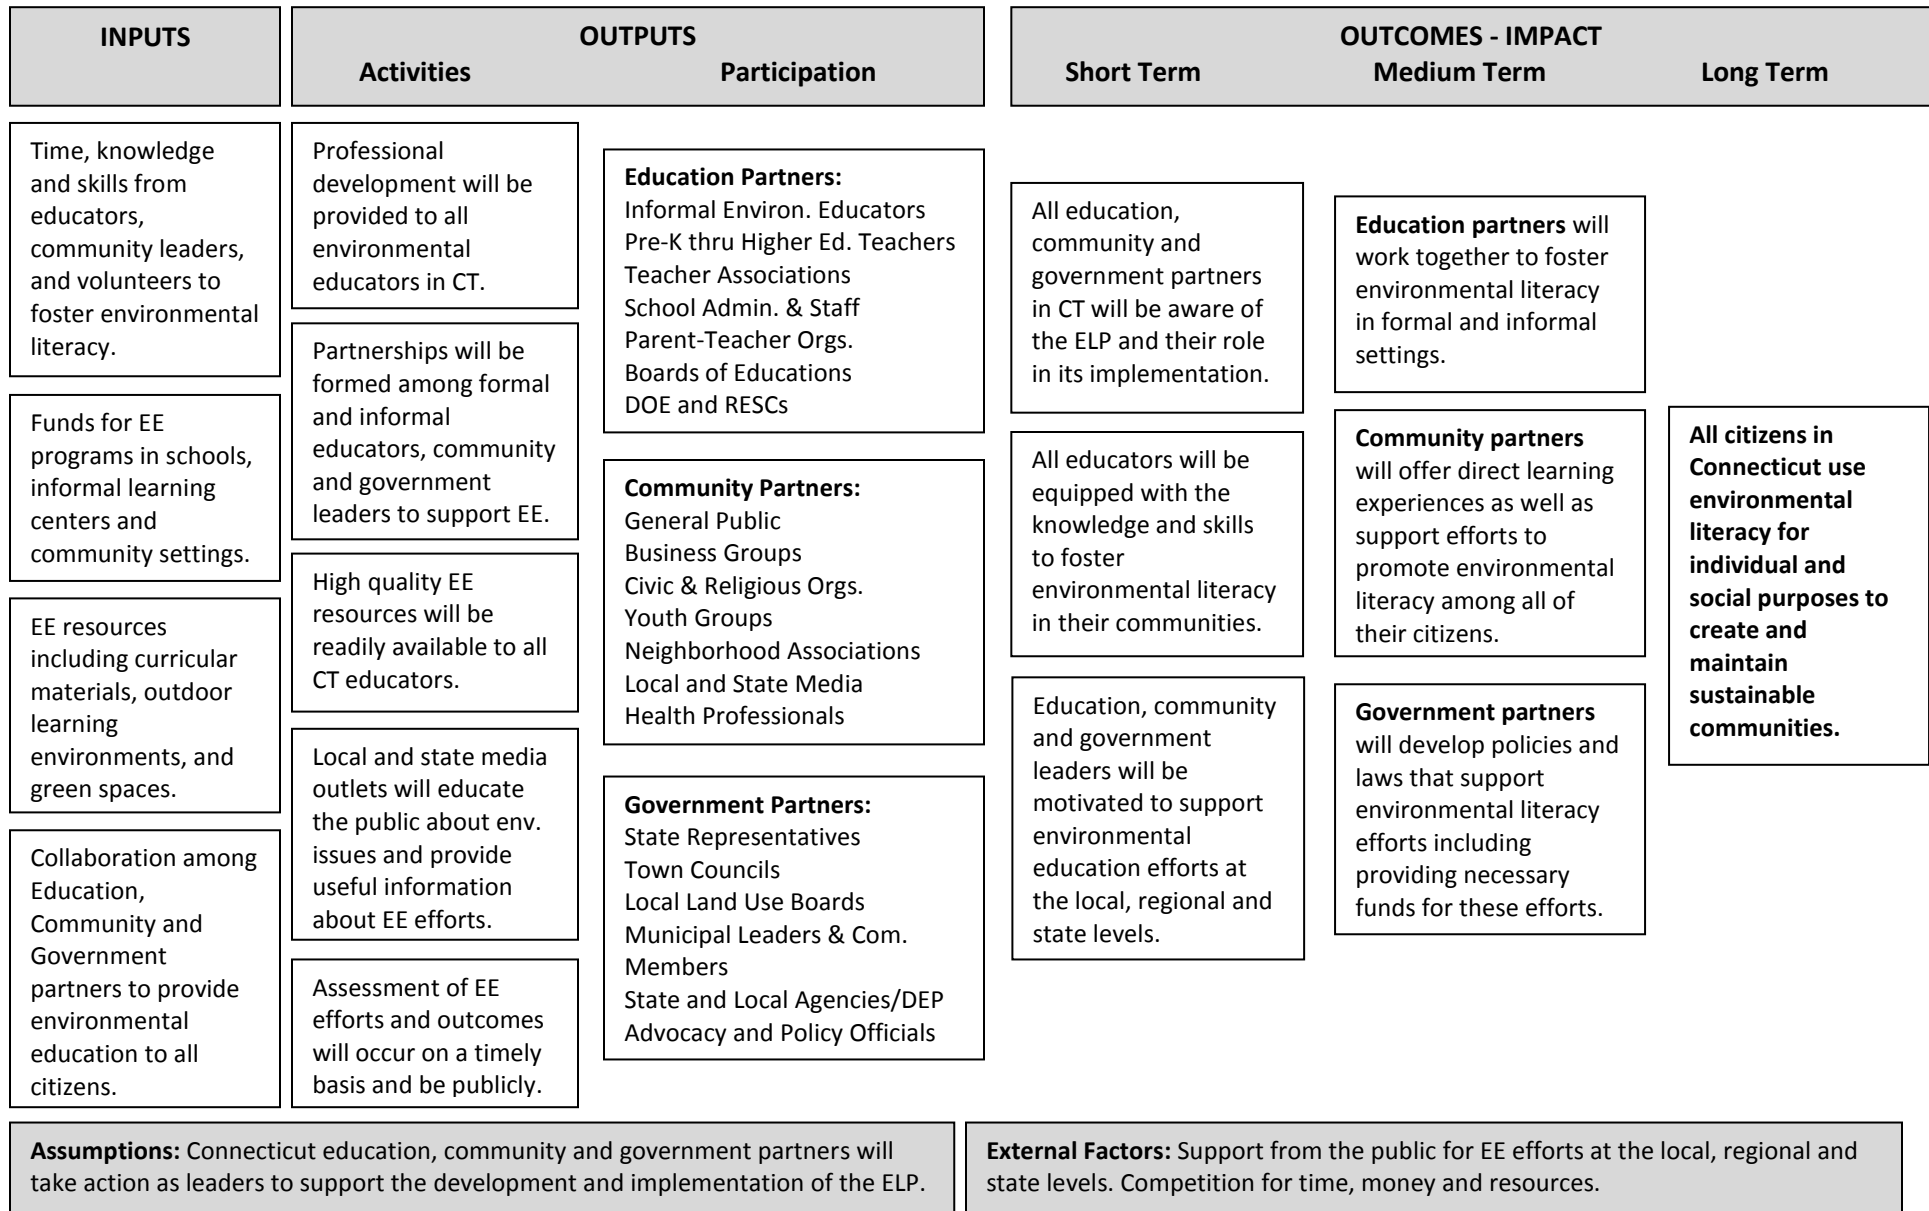 INPUTS
OUTPUTS
Activities
Participation
OUTCOMES - IMPACT
Short Term
Medium Term
Long Term
Time, knowledge
and skills from
educators,
community leaders,
and volunteers to
foster environmental
literacy.
Funds for EE
programs in schools,
informal learning
centers and
community settings.
EE resources
including curricular
materials, outdoor
learning
environments, and
green spaces.
Collaboration among
Education,
Community and
Government
partners to provide
environmental
education to all
citizens.
Professional
development will be
provided to all
environmental
educators in CT.
Partnerships will be
formed among formal
and informal
educators, community
and government
leaders to support EE.
High quality EE
resources will be
readily available to all
CT educators.
Local and state media
outlets will educate
the public about env.
issues and provide
useful information
about EE efforts.
Assessment of EE
efforts and outcomes
will occur on a timely
basis and be publicly.
Education Partners:
Informal Environ. Educators
Pre-K thru Higher Ed. Teachers
Teacher Associations
School Admin. & Staff
Parent-Teacher Orgs.
Boards of Educations
DOE and RESCs
Community Partners:
General Public
Business Groups
Civic & Religious Orgs.
Youth Groups
Neighborhood Associations
Local and State Media
Health Professionals
Government Partners:
State Representatives
Town Councils
Local Land Use Boards
Municipal Leaders & Com.
Members
State and Local Agencies/DEP
Advocacy and Policy Officials
All education,
community and
government partners
in CT will be aware of
the ELP and their role
in its implementation.
All educators will be
equipped with the
knowledge and skills
to foster
environmental literacy
in their communities.
Education, community
and government
leaders will be
motivated to support
environmental
education efforts at
the local, regional and
state levels.
Education partners will
work together to foster
environmental literacy
in formal and informal
settings.
Community partners
will offer direct learning
experiences as well as
support efforts to
promote environmental
literacy among all of
their citizens.
Government partners
will develop policies and
laws that support
environmental literacy
efforts including
providing necessary
funds for these efforts.
All citizens in
Connecticut use
environmental
literacy for
individual and
social purposes to
create and
maintain
sustainable
communities.
Assumptions: Connecticut education, community and government partners will
take action as leaders to support the development and implementation of the ELP.
External Factors: Support from the public for EE efforts at the local, regional and
state levels. Competition for time, money and resources.